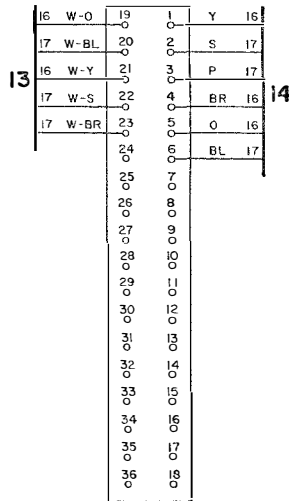 16 W-O 19 1 Y 16
17 W-BL 20 2 S 17
13 16 W-Y 21 3 P 17 14
17 W-S 22 4 BR 16
17 W-BR 23 5 O 16
24 6 BL 17
25 7
26 8
27 9
28 10
29 11
30 12
31 13
32 14
33 15
34 16
35 17
36 18